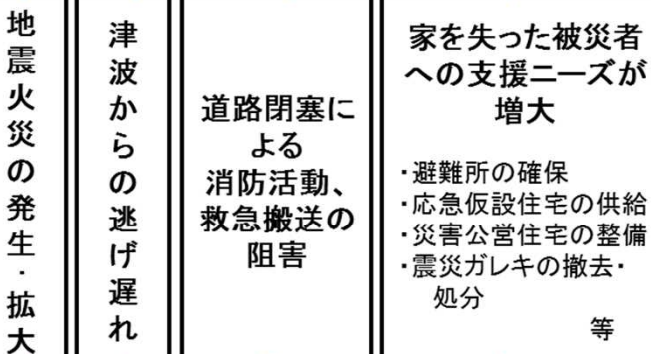 地震火災の発生・拡大
津波からの逃げ遅れ
道路閉塞に
よる
消防活動、
救急搬送の
阻害
家を失った被災者
への支援ニーズが
増大
・避難所の確保
・応急仮設住宅の供給
・災害公営住宅の整備
・震災ガレキの撤去・
処分
等